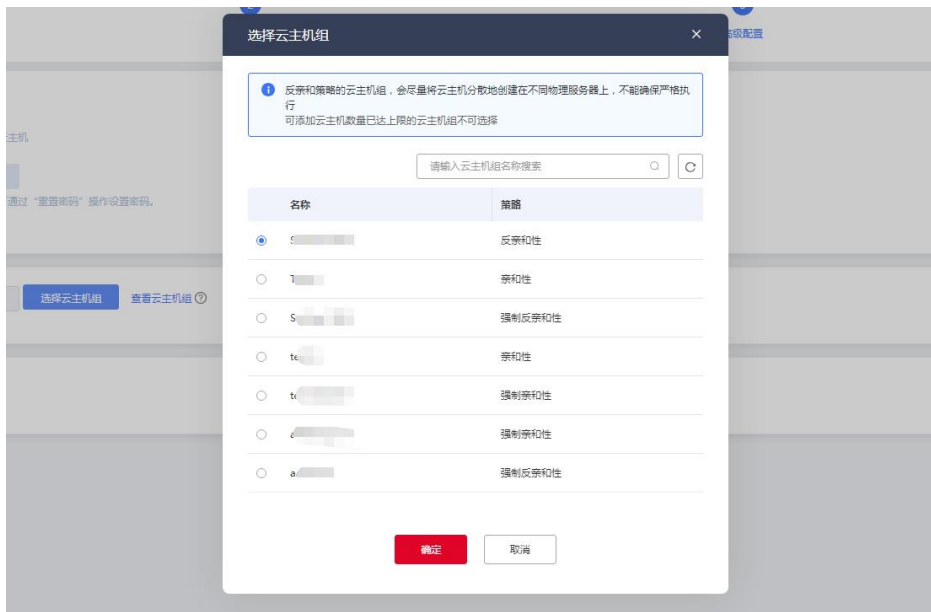 选择云主机组
级配置
反亲和策略的云主机组，会尽量将云主机分散地创建在不同物理服务器上，不能确保严格执
行
可添加云主机数量已达上限的云主机组不可选择
主机
请输入云主机组名称搜索
通过“重置密码”操作设置密码。
名称 策略
反亲和性
亲和性
选择云主机组 查看云主机组
强制反亲和性
te 亲和性
强制亲和性
强制亲和性
a 强制反亲和性
确定 取消